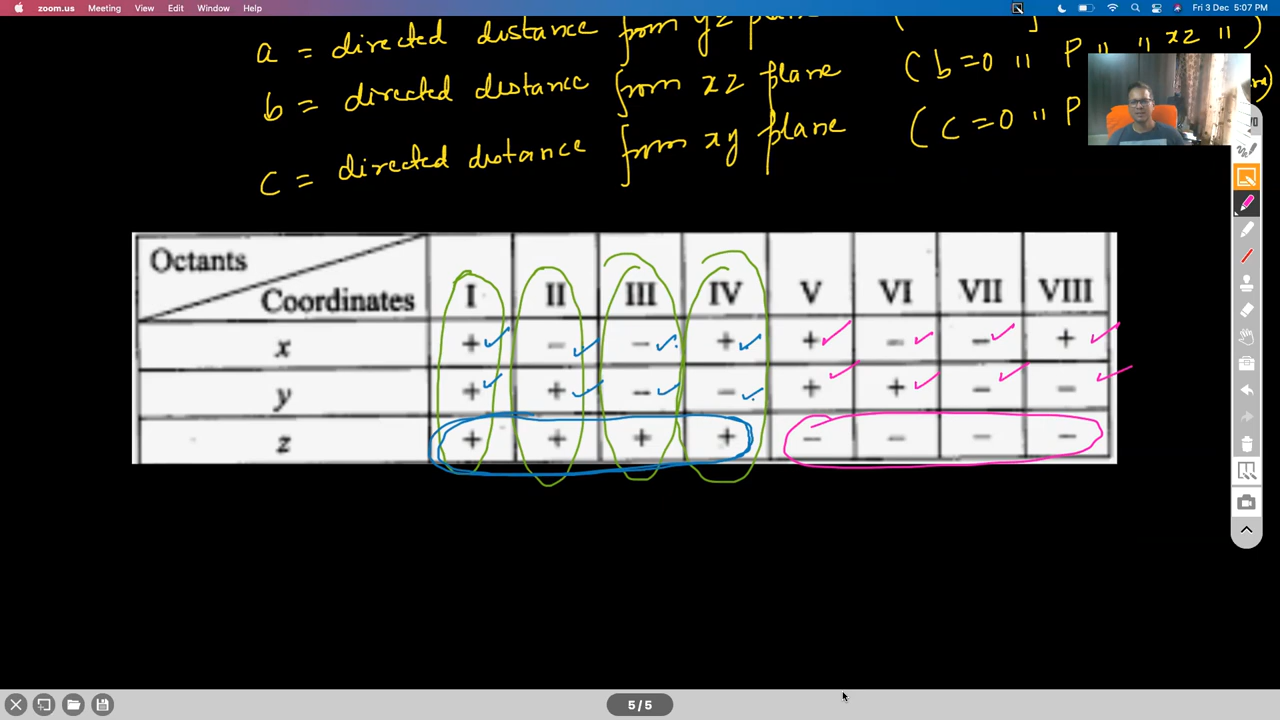 zoom.us Meeting View Edit Window Help Fri 3 Dec 5:07 PM
a = directed distance from yz plane
b = directed distance from xz plane (b=0 " P " " xz ")
c = directed distance from xy plane (c=0 " P
Octants I II III IV V VI VII VIII
Coordinates
x + − − + + − − +
y + + − − + + − −
z + + + + − − − −
5/5